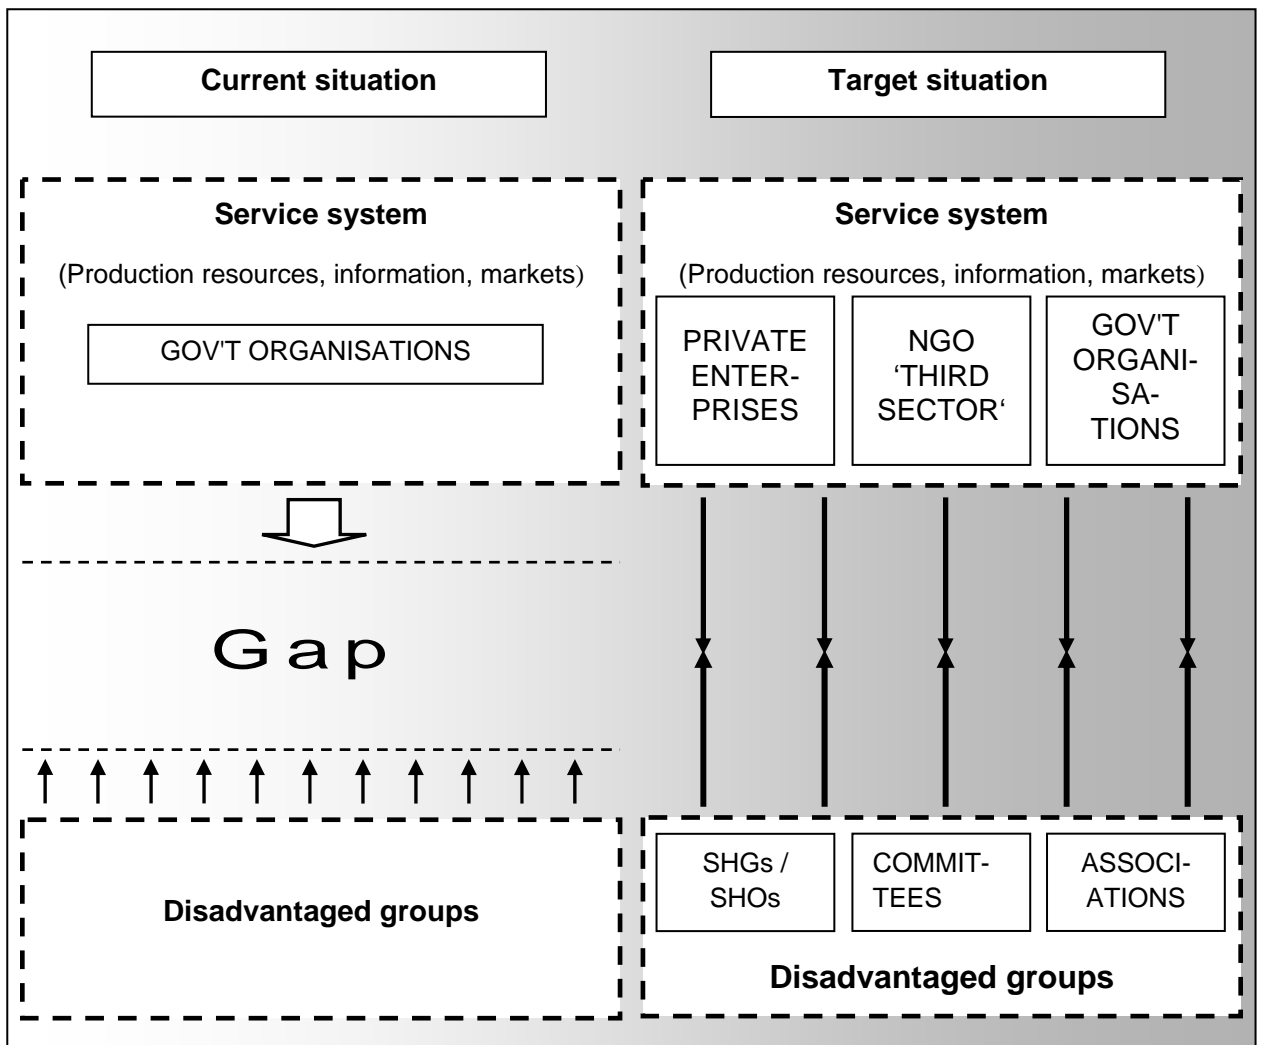 Current situation
Target situation
Service system
(Production resources, information, markets)
GOV'T ORGANISATIONS
Service system
(Production resources, information, markets)
PRIVATE
ENTER-
PRISES
NGO
‘THIRD
SECTOR‘
GOV'T
ORGANI-
SA-
TIONS
Gap
Disadvantaged groups
SHGs /
SHOs
COMMIT-
TEES
ASSOCI-
ATIONS
Disadvantaged groups